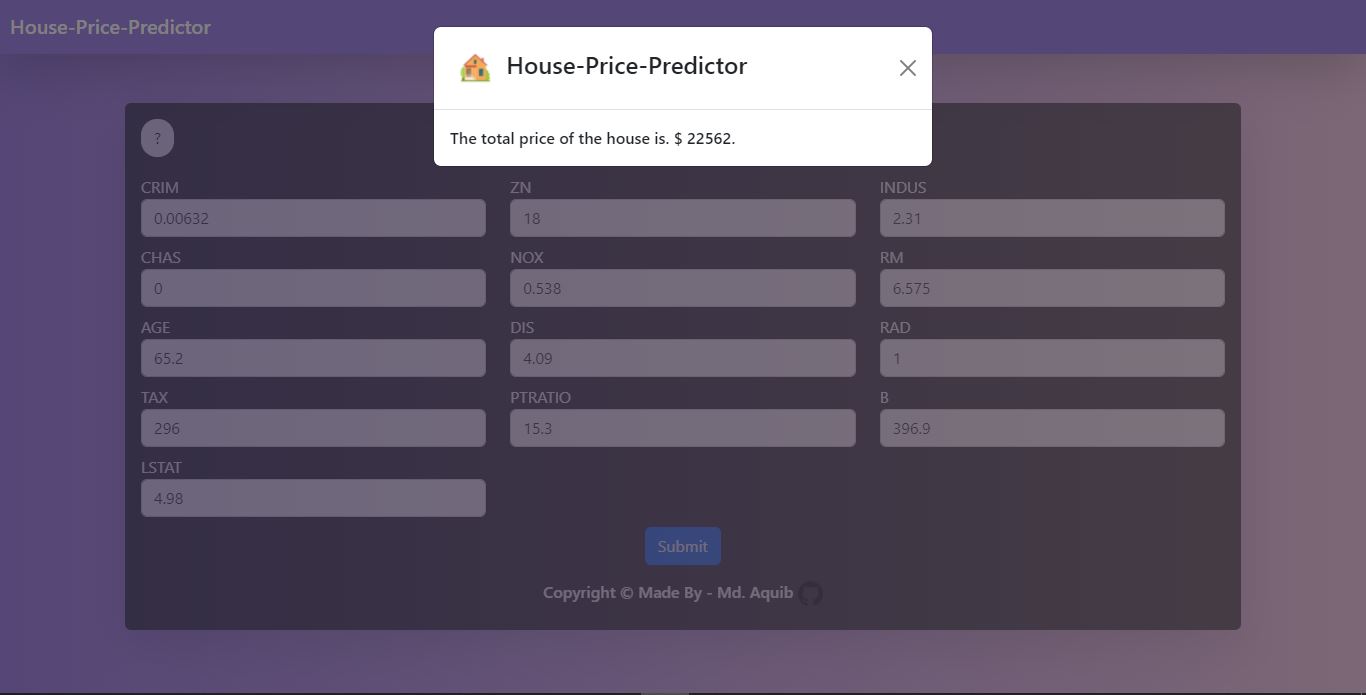 House-Price-Predictor
House-Price-Predictor
The total price of the house is. $ 22562.
?
CRIM
ZN
INDUS
0.00632
18
2.31
CHAS
NOX
RM
0
0.538
6.575
AGE
DIS
RAD
65.2
4.09
1
TAX
PTRATIO
B
296
15.3
396.9
LSTAT
4.98
Submit
Copyright © Made By - Md. Aquib